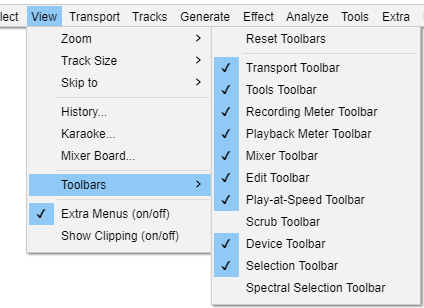 lect View Transport Tracks Generate Effect Analyze Tools Extra
Zoom
Track Size
Skip to
History...
Karaoke...
Mixer Board...
Toolbars
Extra Menus (on/off)
Show Clipping (on/off)
Reset Toolbars
Transport Toolbar
Tools Toolbar
Recording Meter Toolbar
Playback Meter Toolbar
Mixer Toolbar
Edit Toolbar
Play-at-Speed Toolbar
Scrub Toolbar
Device Toolbar
Selection Toolbar
Spectral Selection Toolbar